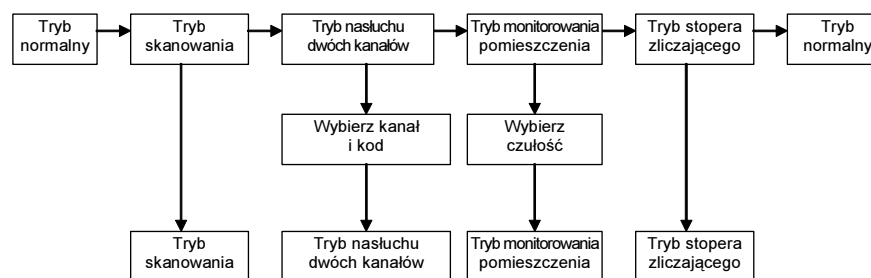 Tryb
normalny
Tryb
skanowania
Tryb nasłuchu
dwóch kanałów
Tryb monitorowania
pomieszczenia
Tryb stopera
zliczającego
Tryb
normalny
Wybierz kanał
i kod
Wybierz
czułość
Tryb
skanowania
Tryb nasłuchu
dwóch kanałów
Tryb monitorowania
pomieszczenia
Tryb stopera
zliczającego